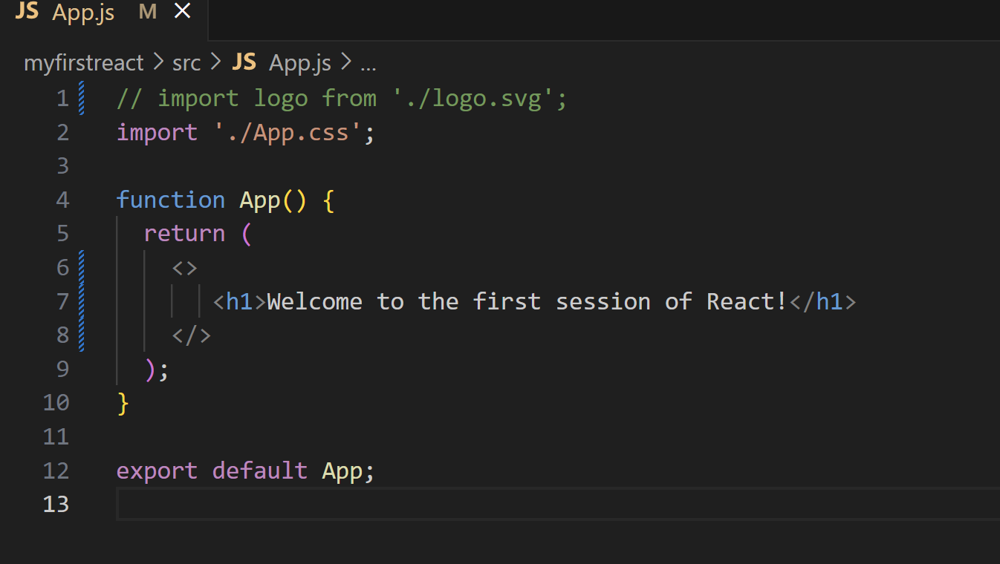 JS App.js M ×
myfirstreact > src > JS App.js > ...
1 // import logo from './logo.svg';
2 import './App.css';
3
4 function App() {
5   return (
6     <>
7        <h1>Welcome to the first session of React!</h1>
8     </>
9   );
10 }
11
12 export default App;
13